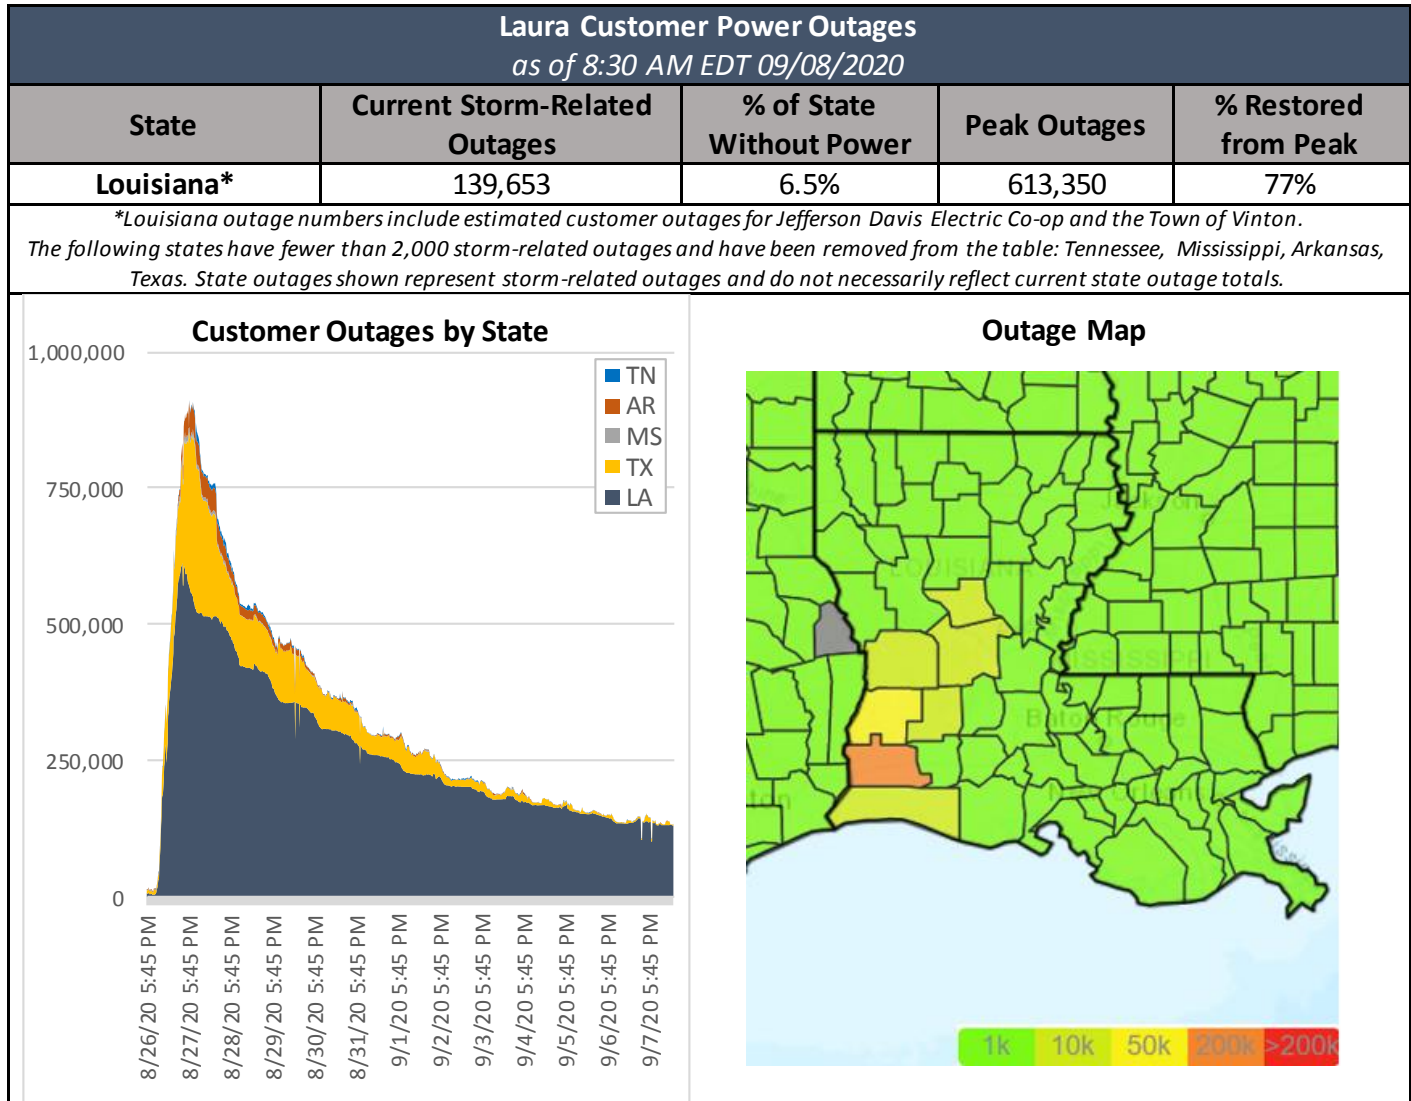 Laura Customer Power Outages
as of 8:30 AM EDT 09/08/2020
State
Current Storm-Related
Outages
% of State
Without Power
Peak Outages
% Restored
from Peak
Louisiana*
139,653
6.5%
613,350
77%
*Louisiana outage numbers include estimated customer outages for Jefferson Davis Electric Co-op and the Town of Vinton.
The following states have fewer than 2,000 storm-related outages and have been removed from the table: Tennessee, Mississippi, Arkansas,
Texas. State outages shown represent storm-related outages and do not necessarily reflect current state outage totals.
Customer Outages by State
1,000,000
750,000
500,000
250,000
0
TN
AR
MS
TX
LA
8/26/20 5:45 PM
8/27/20 5:45 PM
8/28/20 5:45 PM
8/29/20 5:45 PM
8/30/20 5:45 PM
8/31/20 5:45 PM
9/1/20 5:45 PM
9/2/20 5:45 PM
9/3/20 5:45 PM
9/4/20 5:45 PM
9/5/20 5:45 PM
9/6/20 5:45 PM
9/7/20 5:45 PM
Outage Map
Jackson
LOUISIANA
MISSISSIPPI
Baton Rouge
New Orleans
1k
10k
50k
200k
>200k